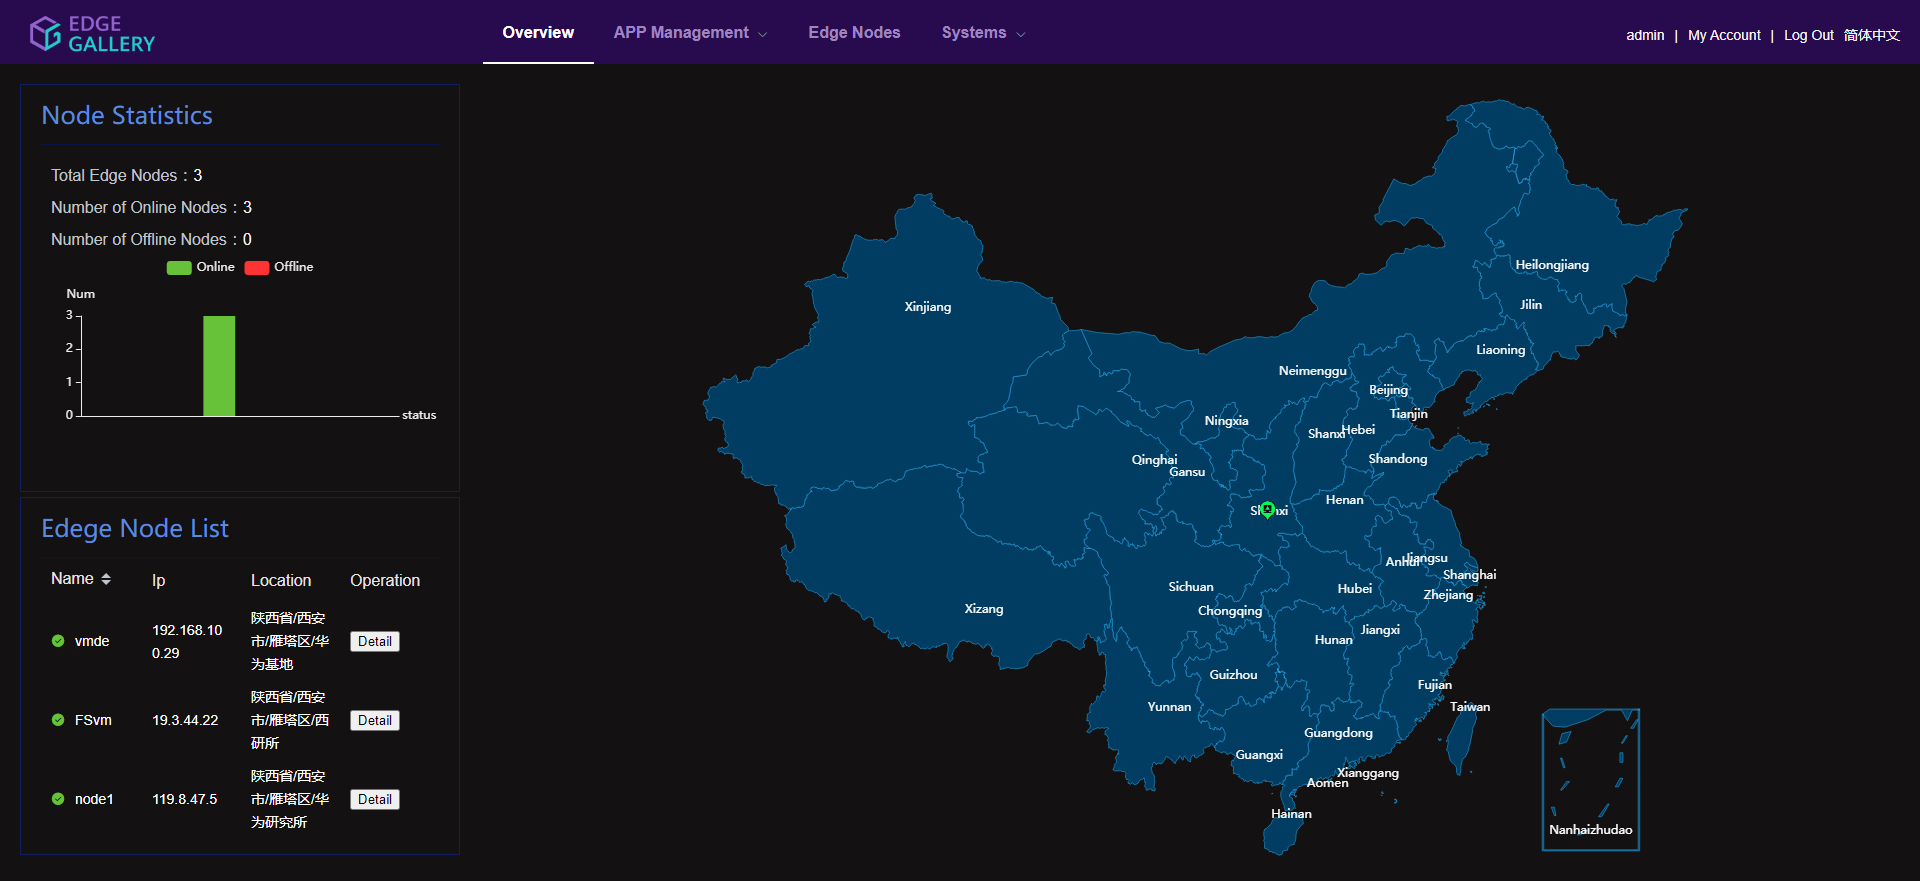 EDGE
GALLERY
Overview
APP Management
Edge Nodes
Systems
admin | My Account | Log Out 简体中文
Node Statistics
Total Edge Nodes：3
Number of Online Nodes：3
Number of Offline Nodes：0
Online Offline
Num
3
2
1
0
status
Edege Node List
Name Ip Location Operation
vmde
192.168.10
0.29
陕西省/西安
市/雁塔区/华
为基地
Detail
FSvm
19.3.44.22
陕西省/西安
市/雁塔区/西
研所
Detail
node1
119.8.47.5
陕西省/西安
市/雁塔区/华
为研究所
Detail
Heilongjiang
Jilin
Xinjiang
Liaoning
Neimenggu
Beijing
Tianjin
Ningxia
Shanxi
Hebei
Qinghai
Gansu
Shandong
Henan
Jiangsu
Anhui
Shanghai
Sichuan
Hubei
Zhejiang
Xizang
Chongqing
Jiangxi
Hunan
Guizhou
Fujian
Yunnan
Taiwan
Guangdong
Guangxi
Xianggang
Aomen
Hainan
Nanhaizhudao